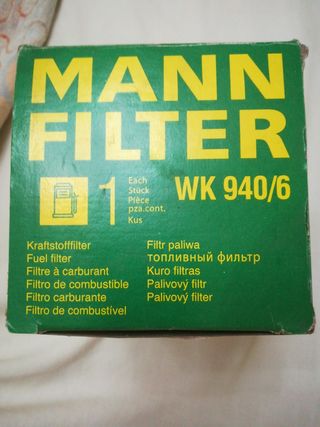 MANN
FILTER
1
Each
Stück
Pièce
pza.cont.
Kus
WK 940/6
Kraftstofffilter
Fuel filter
Filtre à carburant
Filtro de combustible
Filtro carburante
Filtro de combustível
Filtr paliwa
топливный фильтр
Kuro filtras
Palivový filtr
Palivový filter